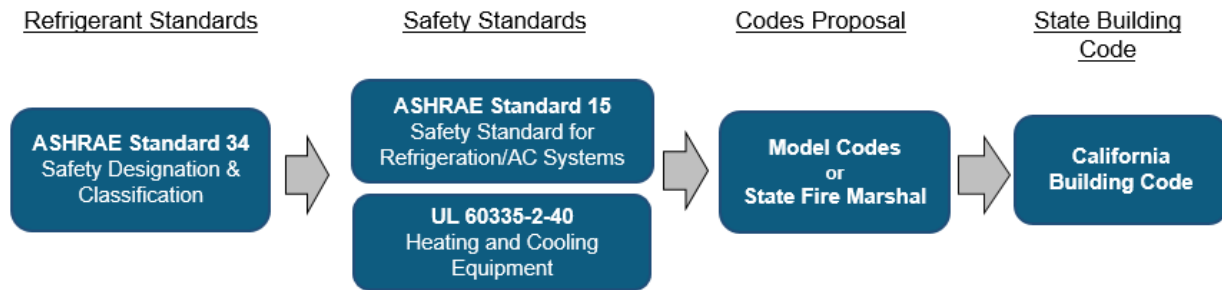 Refrigerant Standards
Safety Standards
Codes Proposal
State Building
Code
ASHRAE Standard 34
Safety Designation &
Classification
ASHRAE Standard 15
Safety Standard for
Refrigeration/AC Systems
UL 60335-2-40
Heating and Cooling
Equipment
Model Codes
or
State Fire Marshal
California
Building Code